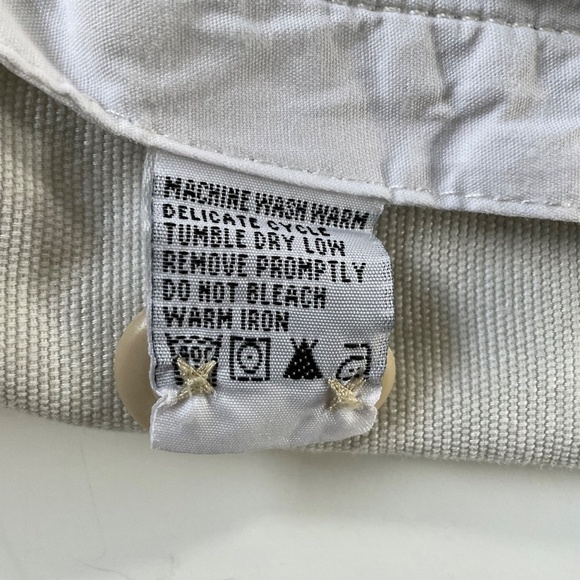 MACHINE WASH WARM
DELICATE CYCLE
TUMBLE DRY LOW
REMOVE PROMPTLY
DO NOT BLEACH
WARM IRON